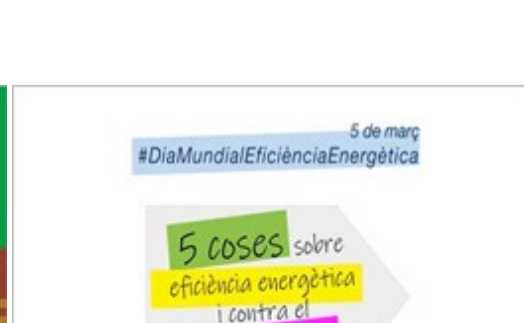 5 de març
#DiaMundialEficiènciaEnergètica
5 coses sobre
eficiència energètica
i contra el